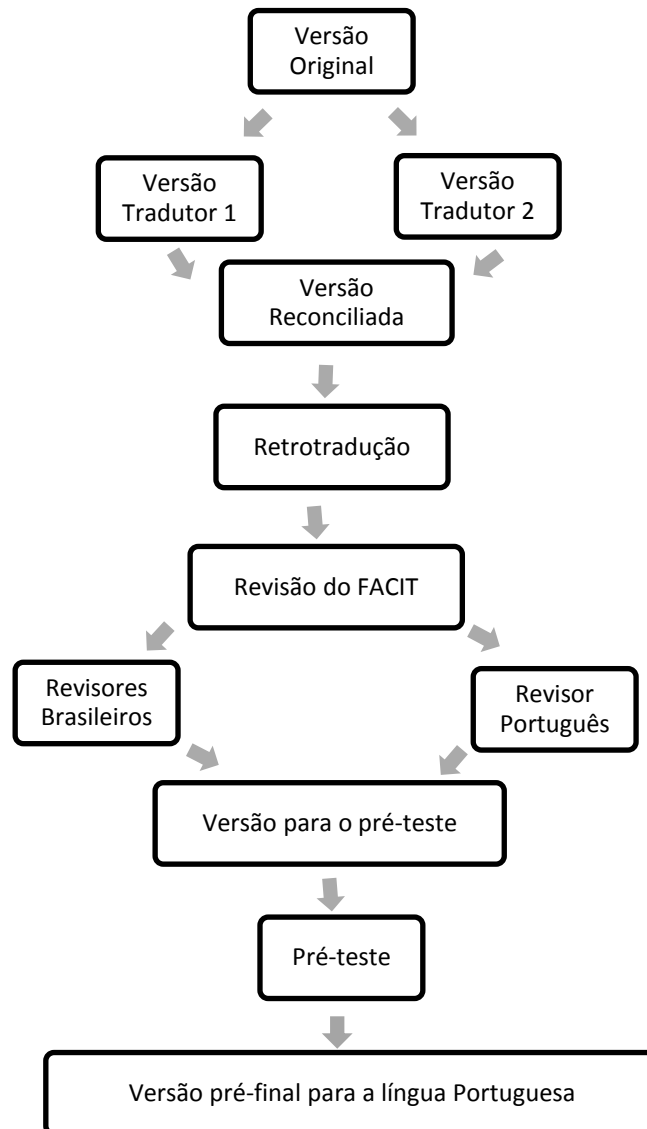 Versão
Original
Versão
Tradutor 1
Versão
Tradutor 2
Versão
Reconciliada
Retrotradução
Revisão do FACIT
Revisores
Brasileiros
Revisor
Português
Versão para o pré-teste
Pré-teste
Versão pré-final para a língua Portuguesa